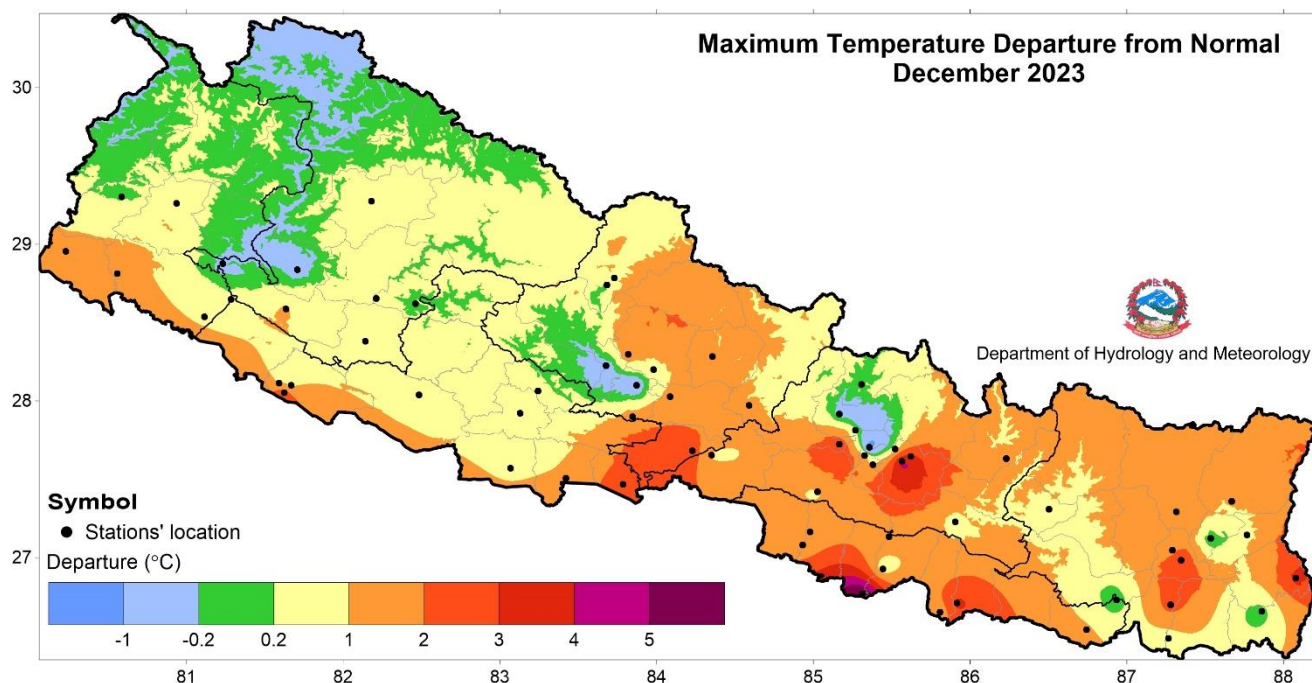 Maximum Temperature Departure from Normal
December 2023
30
29
28
27
Department of Hydrology and Meteorology
Symbol
Stations' location
Departure (°C)
-1 -0.2 0.2 1 2 3 4 5
81 82 83 84 85 86 87 88